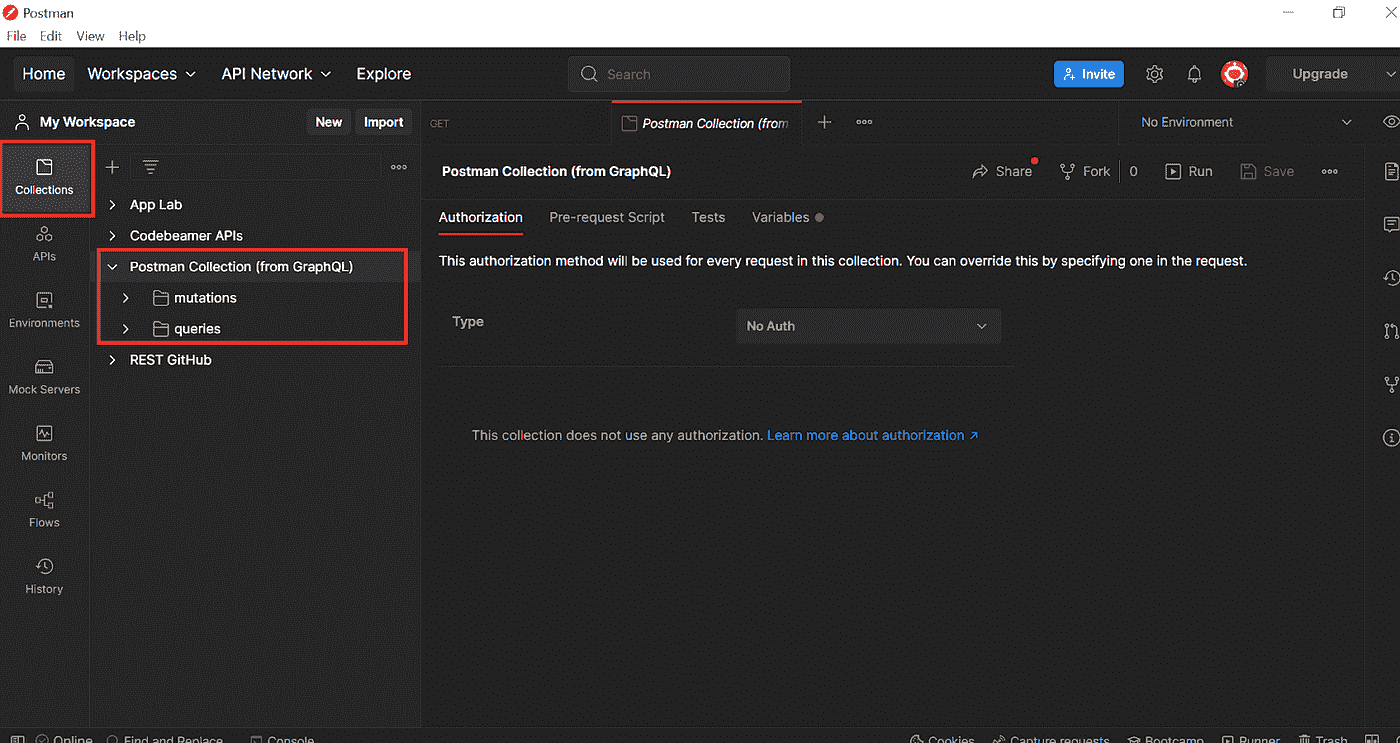 Postman
File Edit View Help
Home Workspaces API Network Explore Search Invite Upgrade
My Workspace New Import GET Postman Collection (from No Environment
Collections
APIs
Environments
Mock Servers
Monitors
Flows
History
App Lab
Codebeamer APIs
Postman Collection (from GraphQL)
mutations
queries
REST GitHub
Postman Collection (from GraphQL) Share Fork 0 Run Save
Authorization Pre-request Script Tests Variables
This authorization method will be used for every request in this collection. You can override this by specifying one in the request.
Type No Auth
This collection does not use any authorization. Learn more about authorization ↗
Online Find and Replace Console Cookies Capture requests Bootcamp Runner Trash